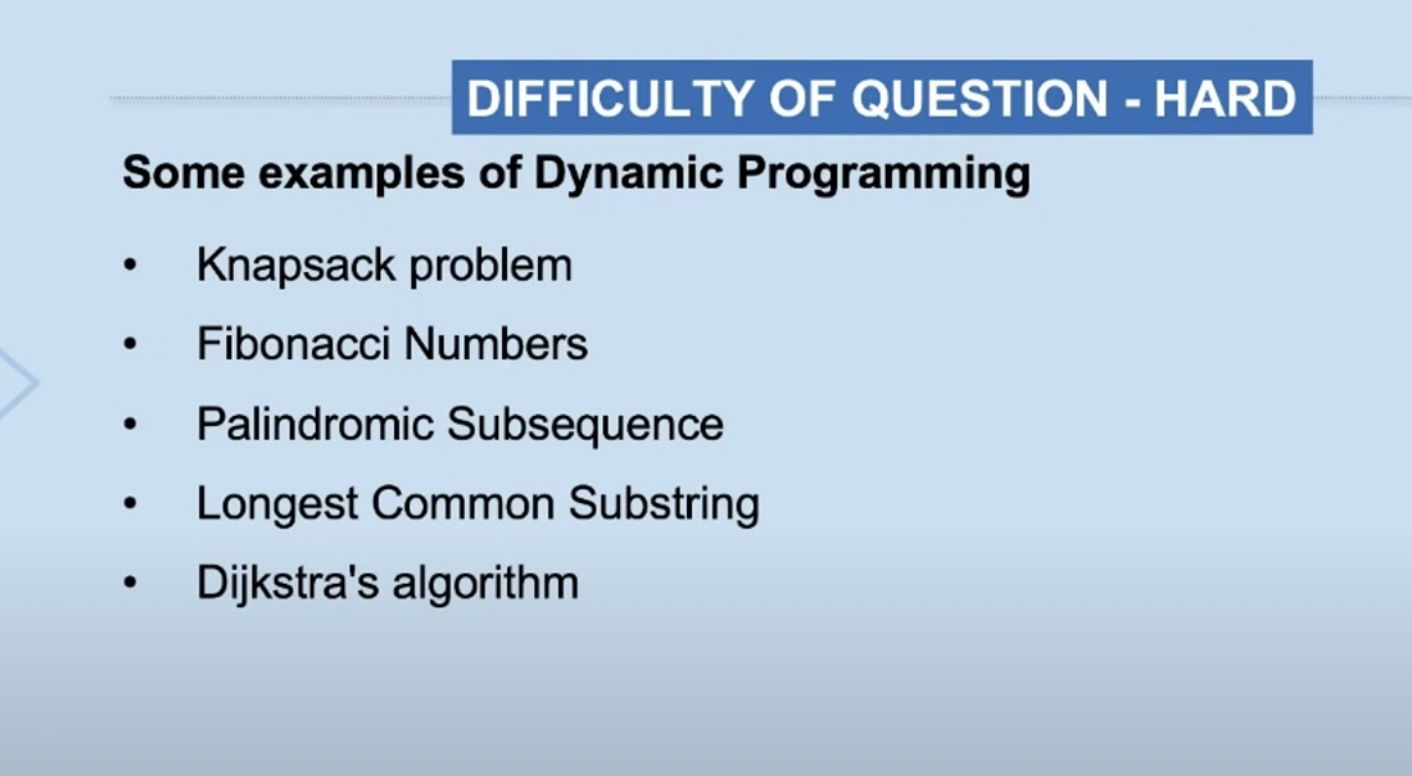 DIFFICULTY OF QUESTION - HARD
Some examples of Dynamic Programming
• Knapsack problem
• Fibonacci Numbers
• Palindromic Subsequence
• Longest Common Substring
• Dijkstra's algorithm